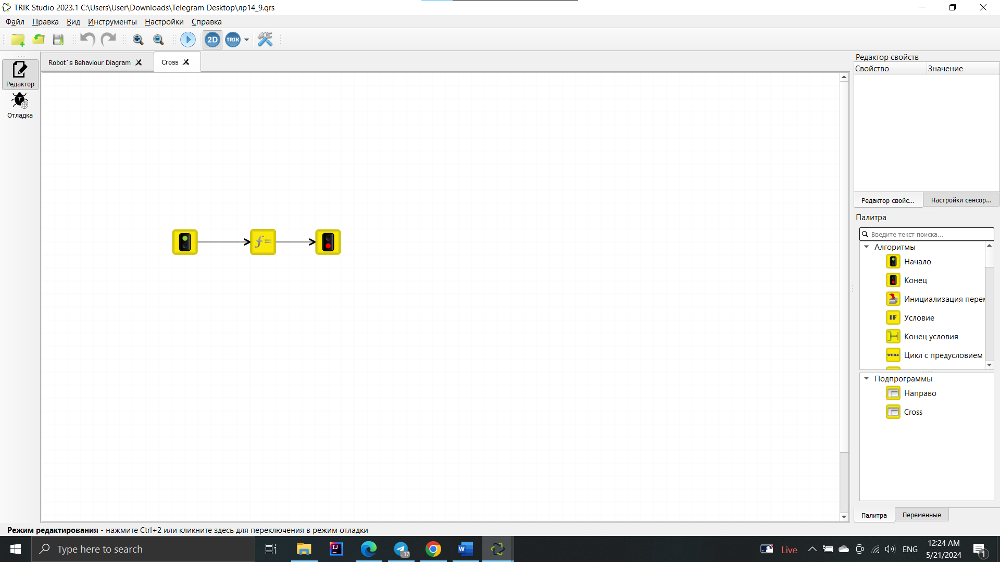 TRIK Studio 2023.1 C:\Users\User\Downloads\Telegram Desktop\лр14_9.qrs
Файл Правка Вид Инструменты Настройки Справка
2D TRIK
Редактор
Отладка
Robot`s Behaviour Diagram Cross
f=
Редактор свойств
Свойство Значение
Редактор свойс... Настройки сенсор...
Палитра
Введите текст поиска...
Алгоритмы
Начало
Конец
Инициализация перем
IF Условие
Конец условия
WHILE Цикл с предусловием
Подпрограммы
Направо
Cross
Палитра Переменные
Режим редактирования - нажмите Ctrl+2 или кликните здесь для переключения в режим отладки
Type here to search
IJ
37
W
Live
ENG
12:24 AM
5/21/2024
1